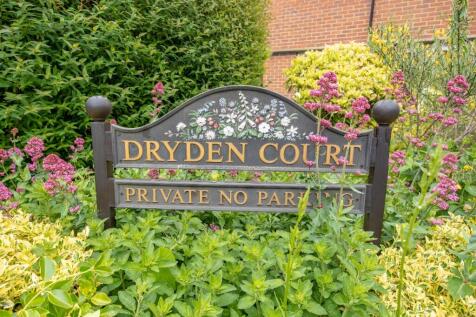 DRYDEN COURT
PRIVATE NO PARKING